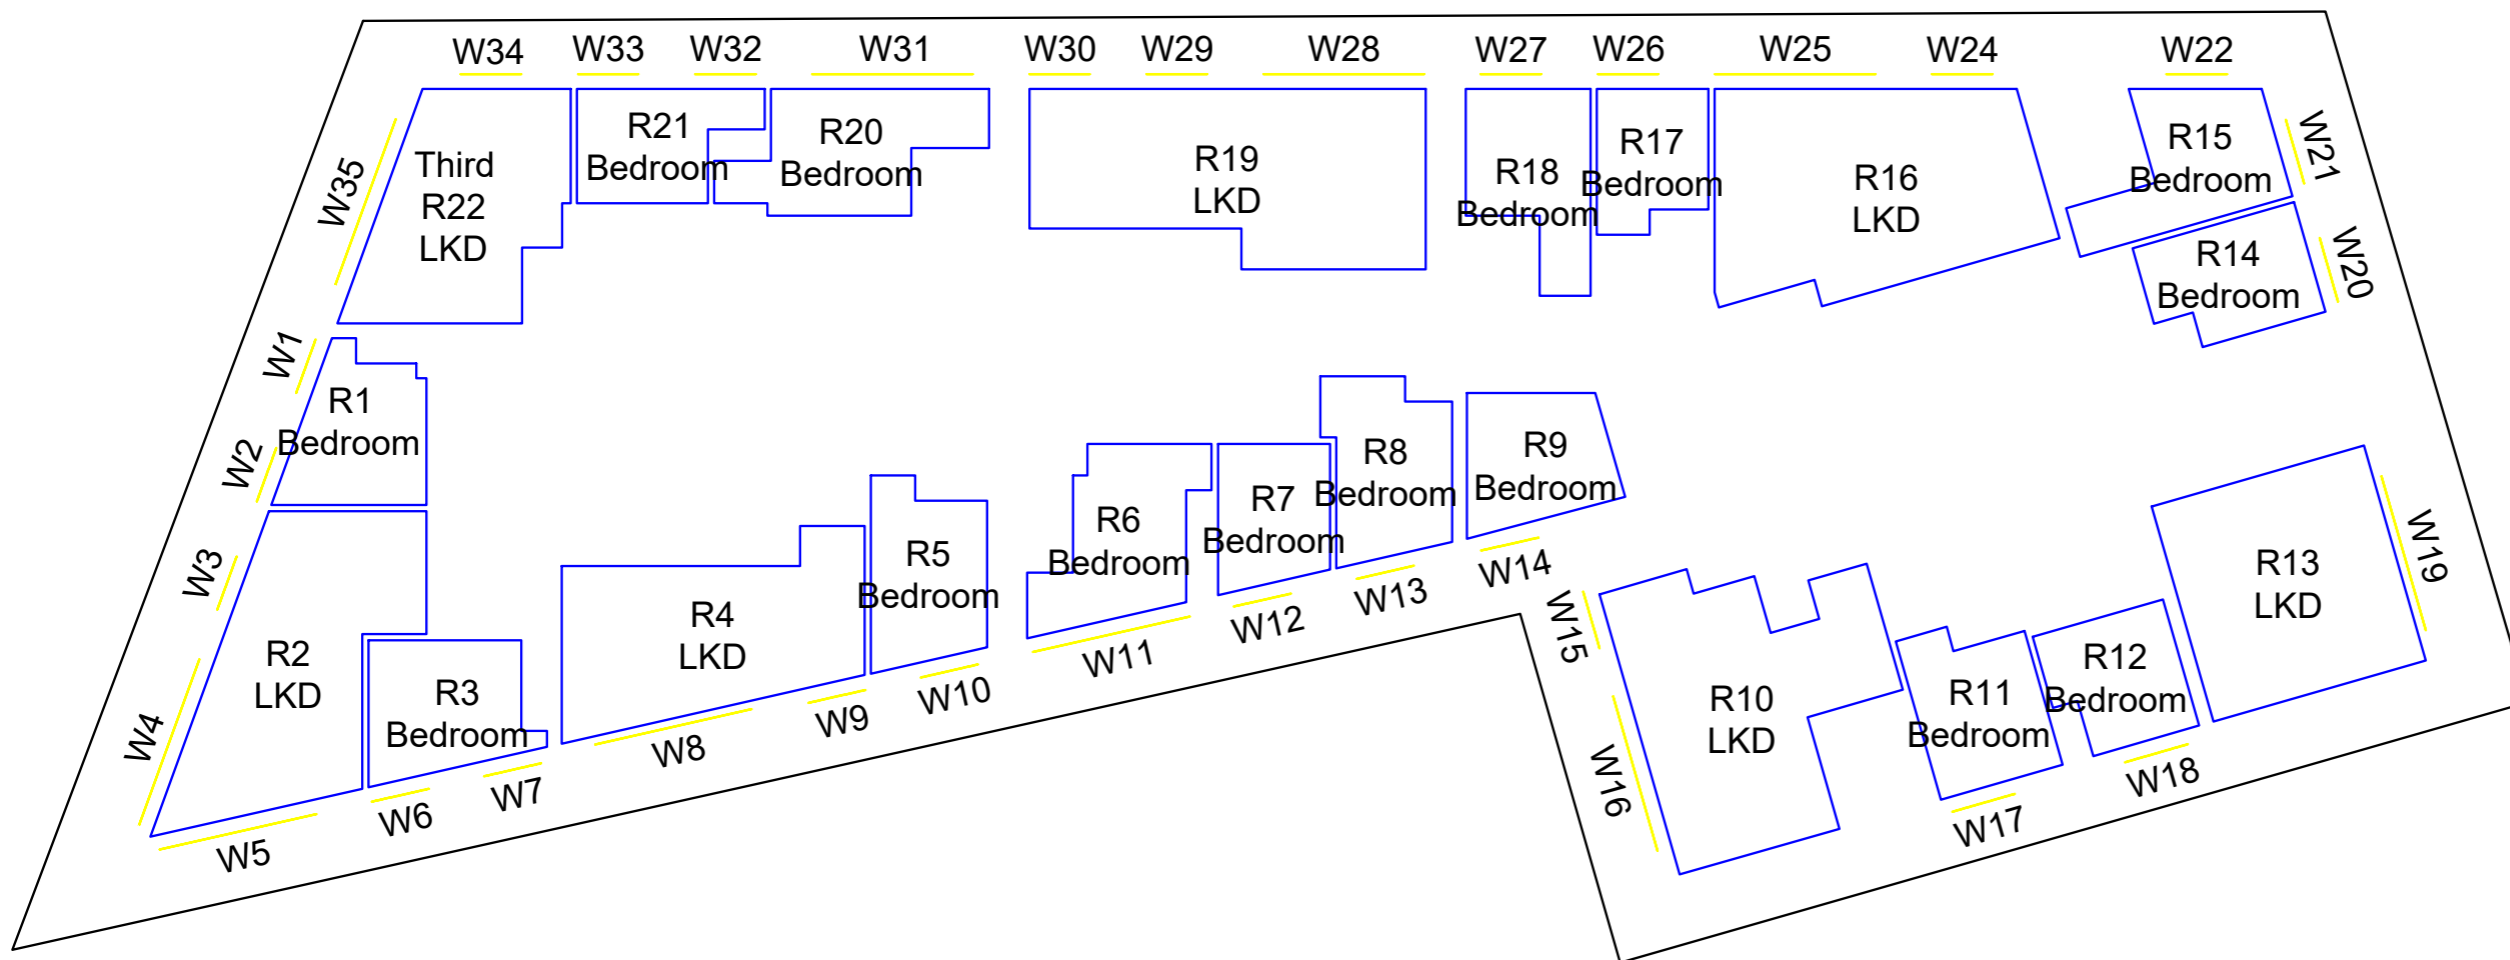 W34
W33
W32
W31
W30
W29
W28
W27
W26
W25
W24
W22
W21
W20
W35
Third
R22
LKD
R21
Bedroom
R20
Bedroom
R19
LKD
R18
Bedroom
R17
Bedroom
R16
LKD
R15
Bedroom
R14
Bedroom
W1
R1
Bedroom
W2
W3
R2
LKD
W4
W5
R3
Bedroom
W6
W7
R4
LKD
W8
W9
R5
Bedroom
W10
R6
Bedroom
W11
R7
Bedroom
W12
R8
Bedroom
W13
R9
Bedroom
W14
W15
W16
R10
LKD
R11
Bedroom
W17
R12
Bedroom
W18
R13
LKD
W19